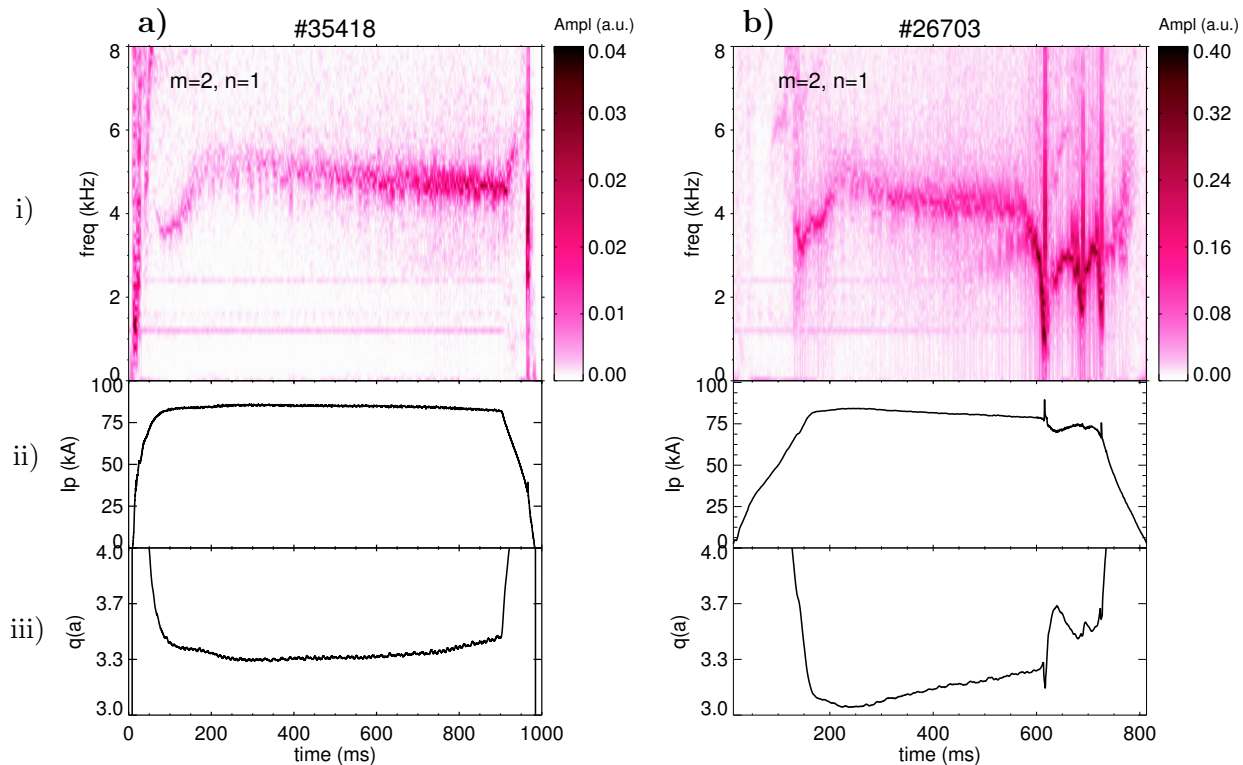 a)
#35418
Ampl (a.u.)
b)
#26703
Ampl (a.u.)
i)
freq (kHz)
8
6
4
2
0
m=2, n=1
0.04
0.03
0.02
0.02
0.01
0.00
freq (kHz)
8
6
4
2
0
m=2, n=1
0.40
0.32
0.24
0.16
0.08
0.00
ii)
Ip (kA)
100
75
50
25
0
Ip (kA)
100
75
50
25
0
iii)
q(a)
4.0
3.7
3.3
3.0
q(a)
4.0
3.7
3.3
3.0
0 200 400 600 800 1000
time (ms)
200 400 600 800
time (ms)